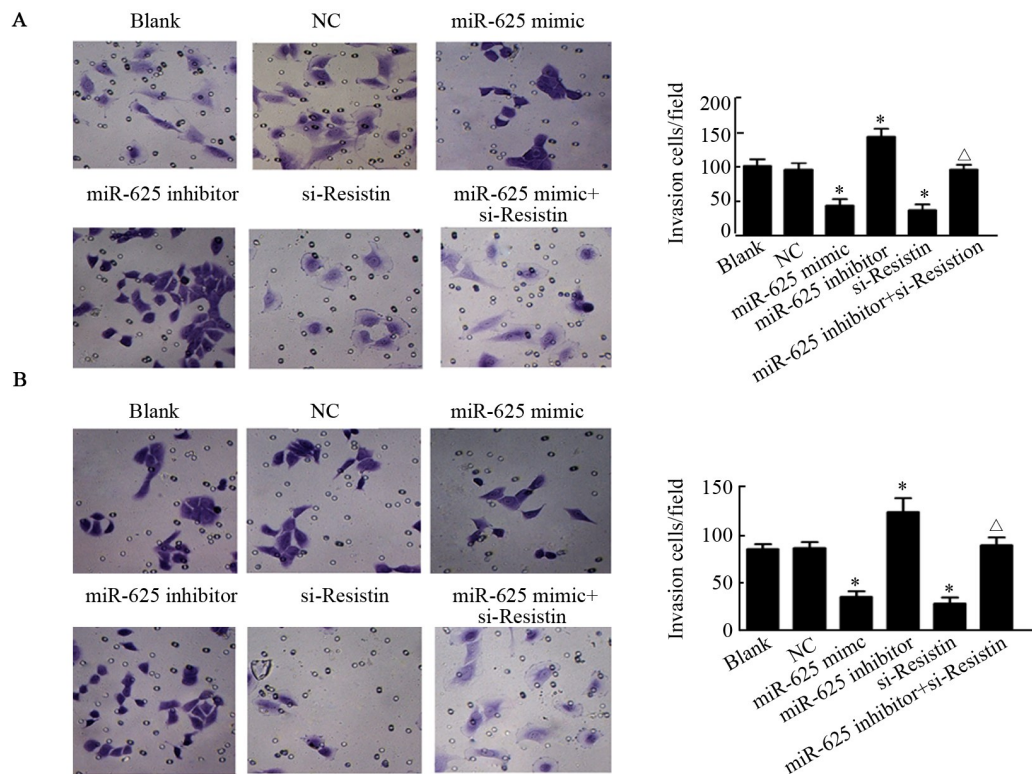 A
Blank NC miR-625 mimic
miR-625 inhibitor si-Resistin miR-625 mimic+
si-Resistin
Invasion cells/field
200
150
100
50
0
*
*
*
△
Blank
NC
miR-625 mimic
miR-625 inhibitor
si-Resistin
miR-625 inhibitor+si-Resistion
B
Blank NC miR-625 mimic
miR-625 inhibitor si-Resistin miR-625 mimic+
si-Resistin
Invasion cells/field
150
100
50
0
*
*
*
△
Blank
NC
miR-625 mimc
miR-625 inhibitor
si-Resistin
miR-625 inhibitor+si-Resistin